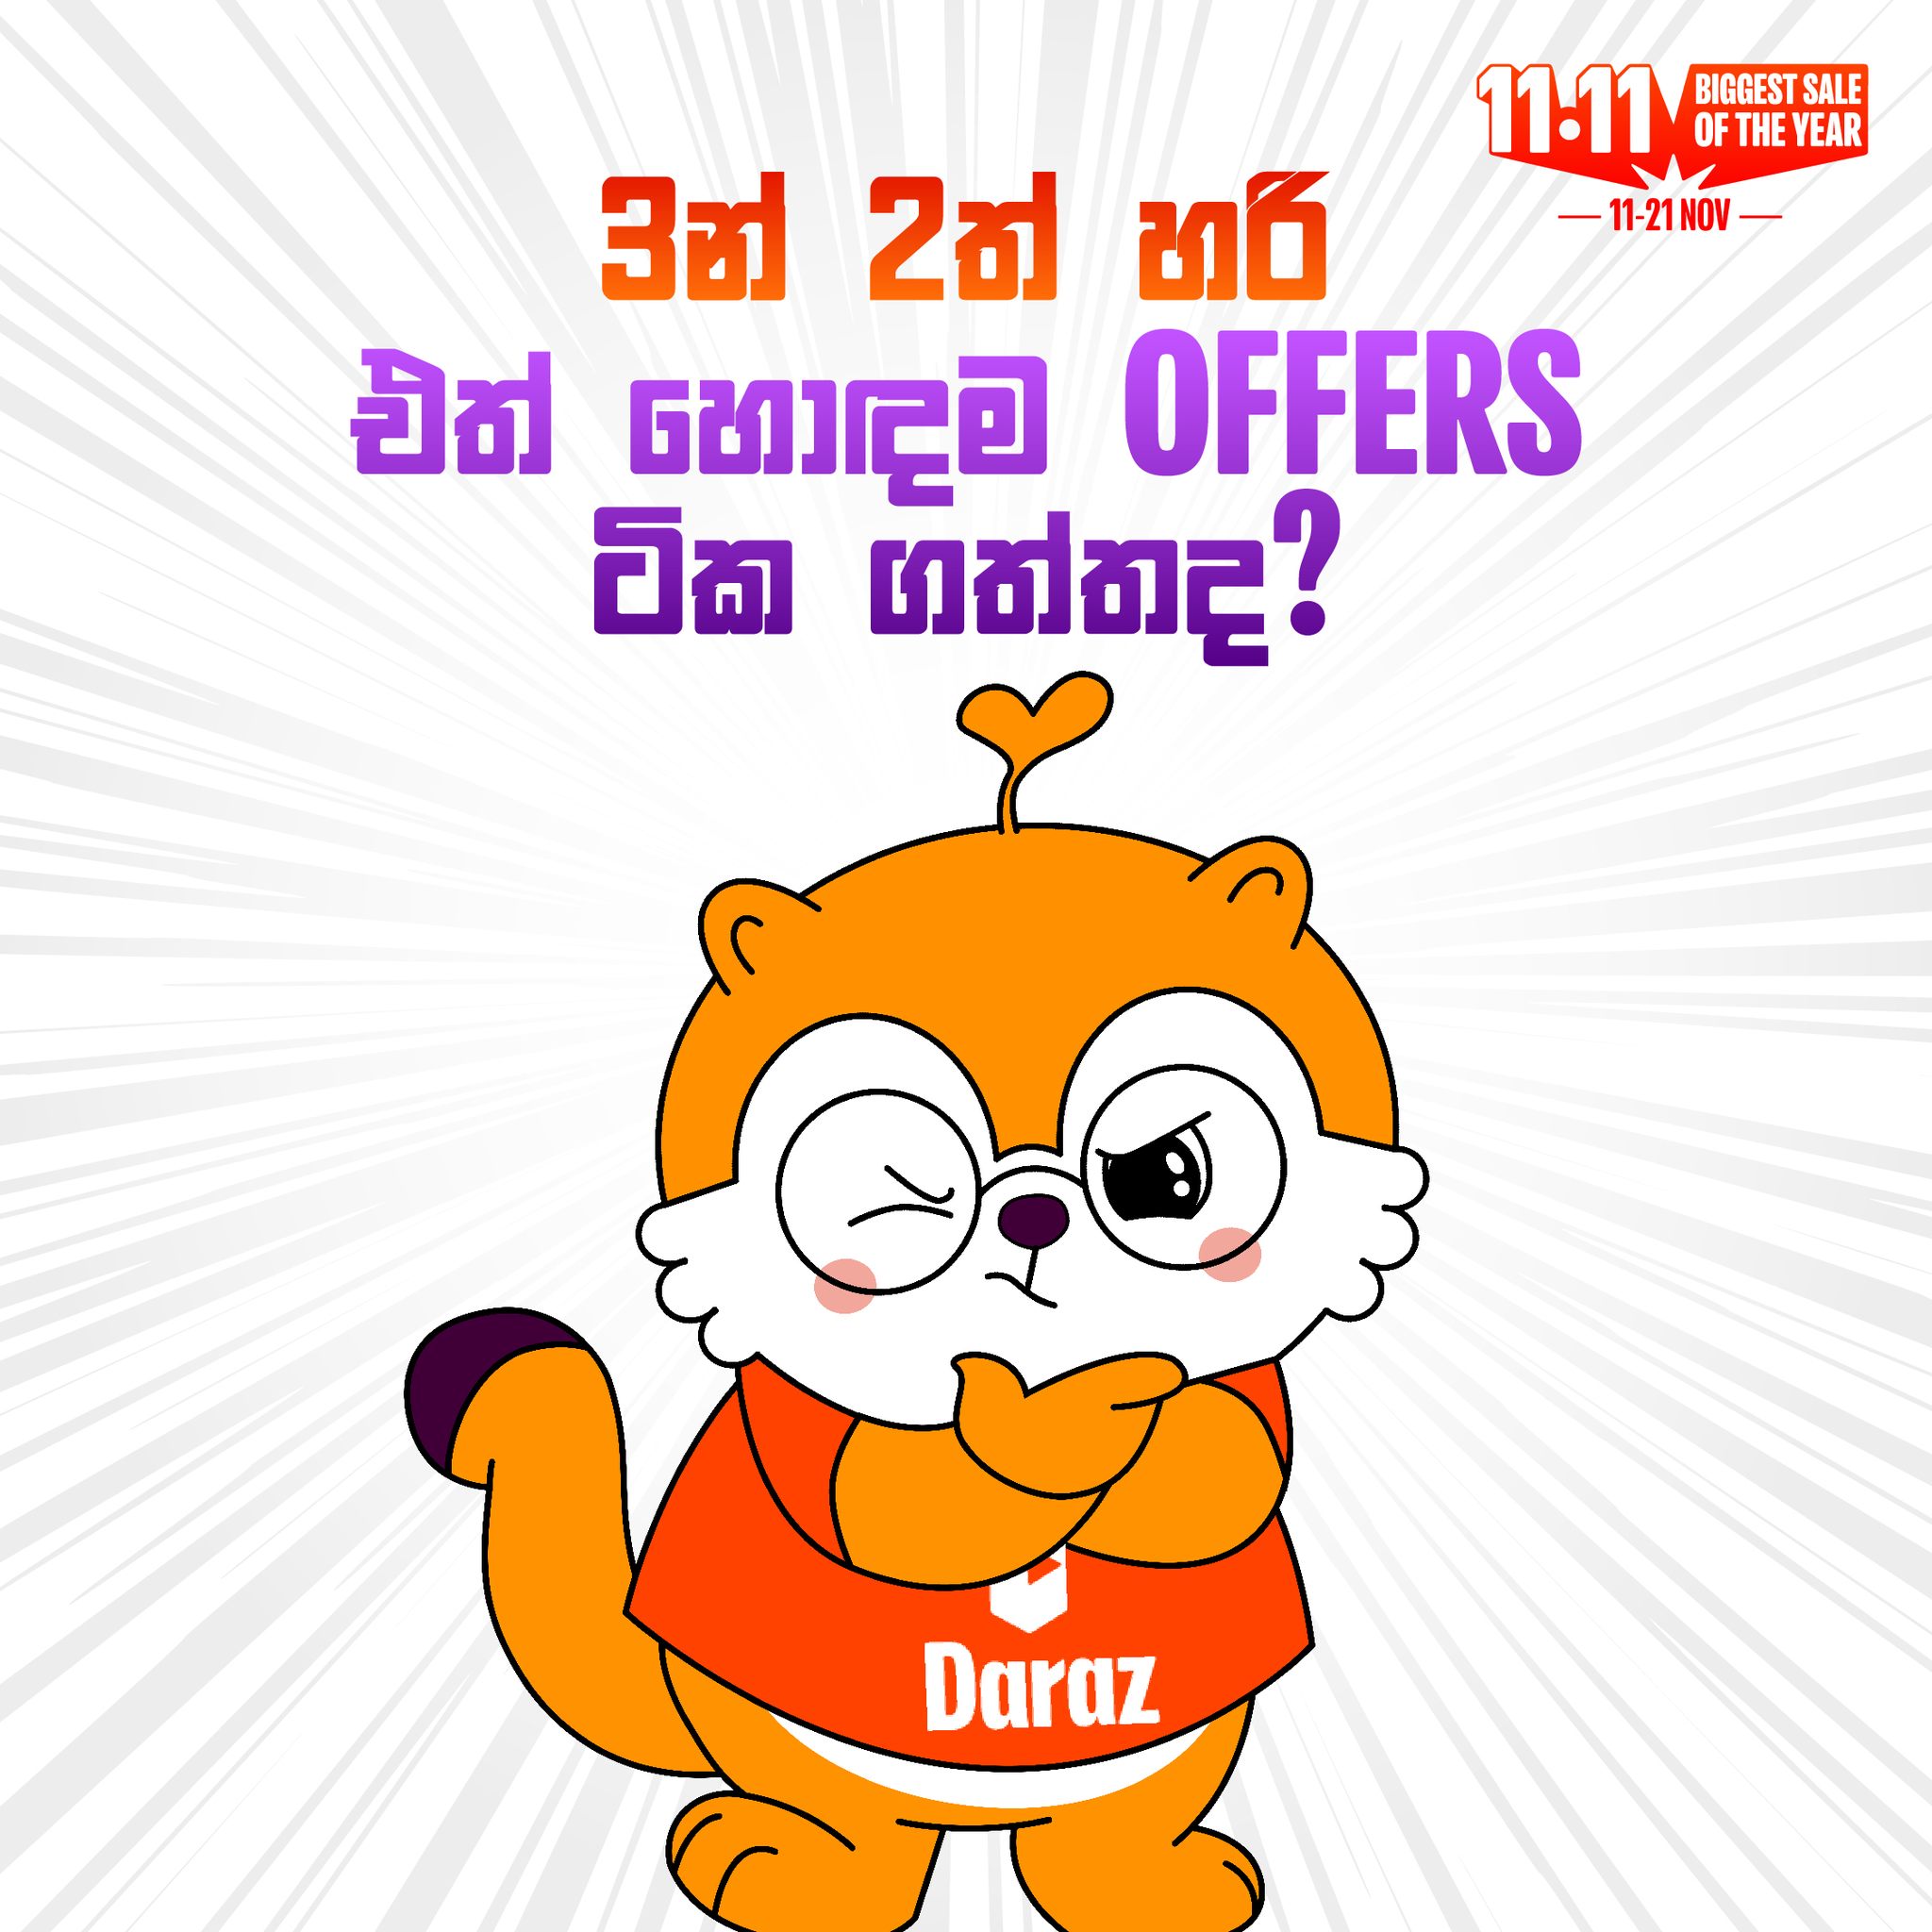 11.11 BIGGEST SALE
OF THE YEAR
11-21 NOV
3න් 2ත් හරි
එත් හොඳම OFFERS
ටික ගත්තද?
Daraz